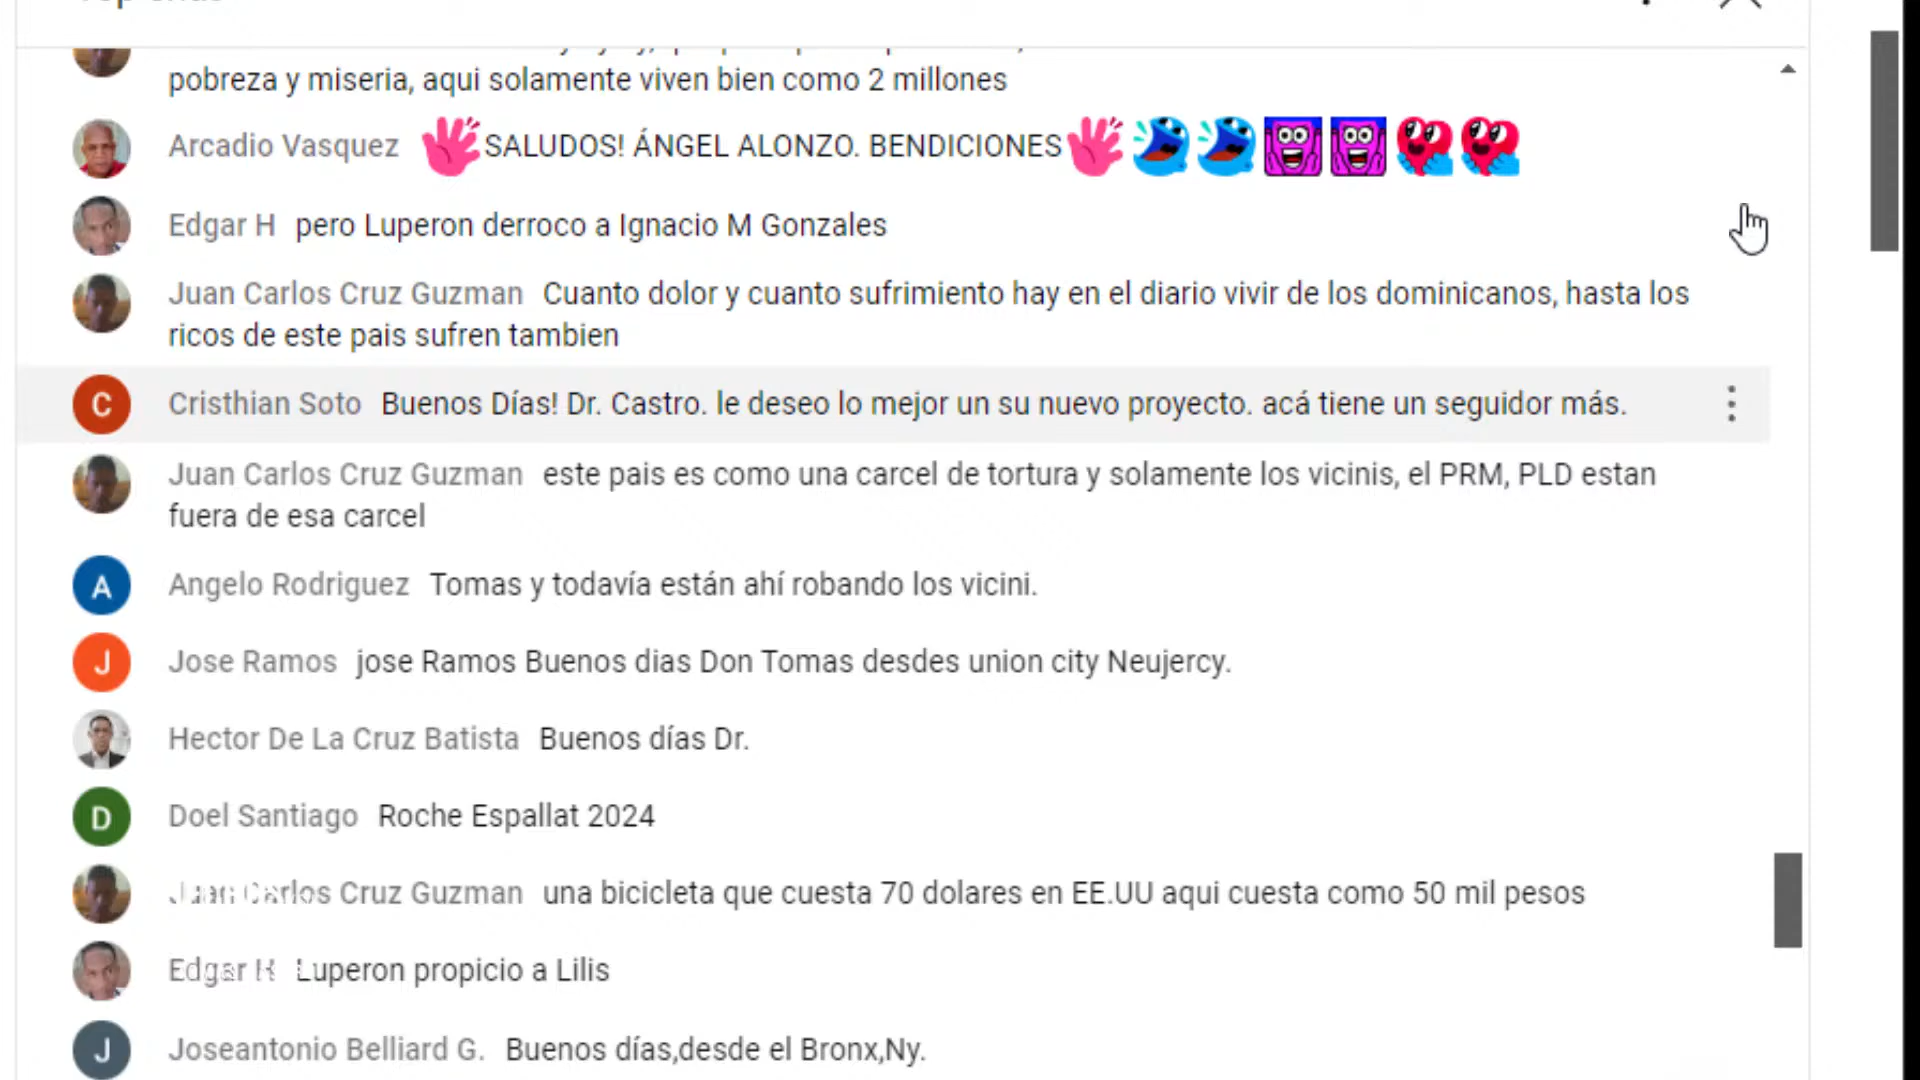 pobreza y miseria, aqui solamente viven bien como 2 millones
Arcadio Vasquez SALUDOS! ÁNGEL ALONZO. BENDICIONES
Edgar H pero Luperon derroco a Ignacio M Gonzales
Juan Carlos Cruz Guzman Cuanto dolor y cuanto sufrimiento hay en el diario vivir de los dominicanos, hasta los
ricos de este pais sufren tambien
C Cristhian Soto Buenos Días! Dr. Castro. le deseo lo mejor un su nuevo proyecto. acá tiene un seguidor más.
Juan Carlos Cruz Guzman este pais es como una carcel de tortura y solamente los vicinis, el PRM, PLD estan
fuera de esa carcel
A Angelo Rodriguez Tomas y todavía están ahí robando los vicini.
J Jose Ramos jose Ramos Buenos dias Don Tomas desdes union city Neujercy.
Hector De La Cruz Batista Buenos días Dr.
D Doel Santiago Roche Espallat 2024
Juan Carlos Cruz Guzman una bicicleta que cuesta 70 dolares en EE.UU aqui cuesta como 50 mil pesos
Edgar H Luperon propicio a Lilis
J Joseantonio Belliard G. Buenos días,desde el Bronx,Ny.